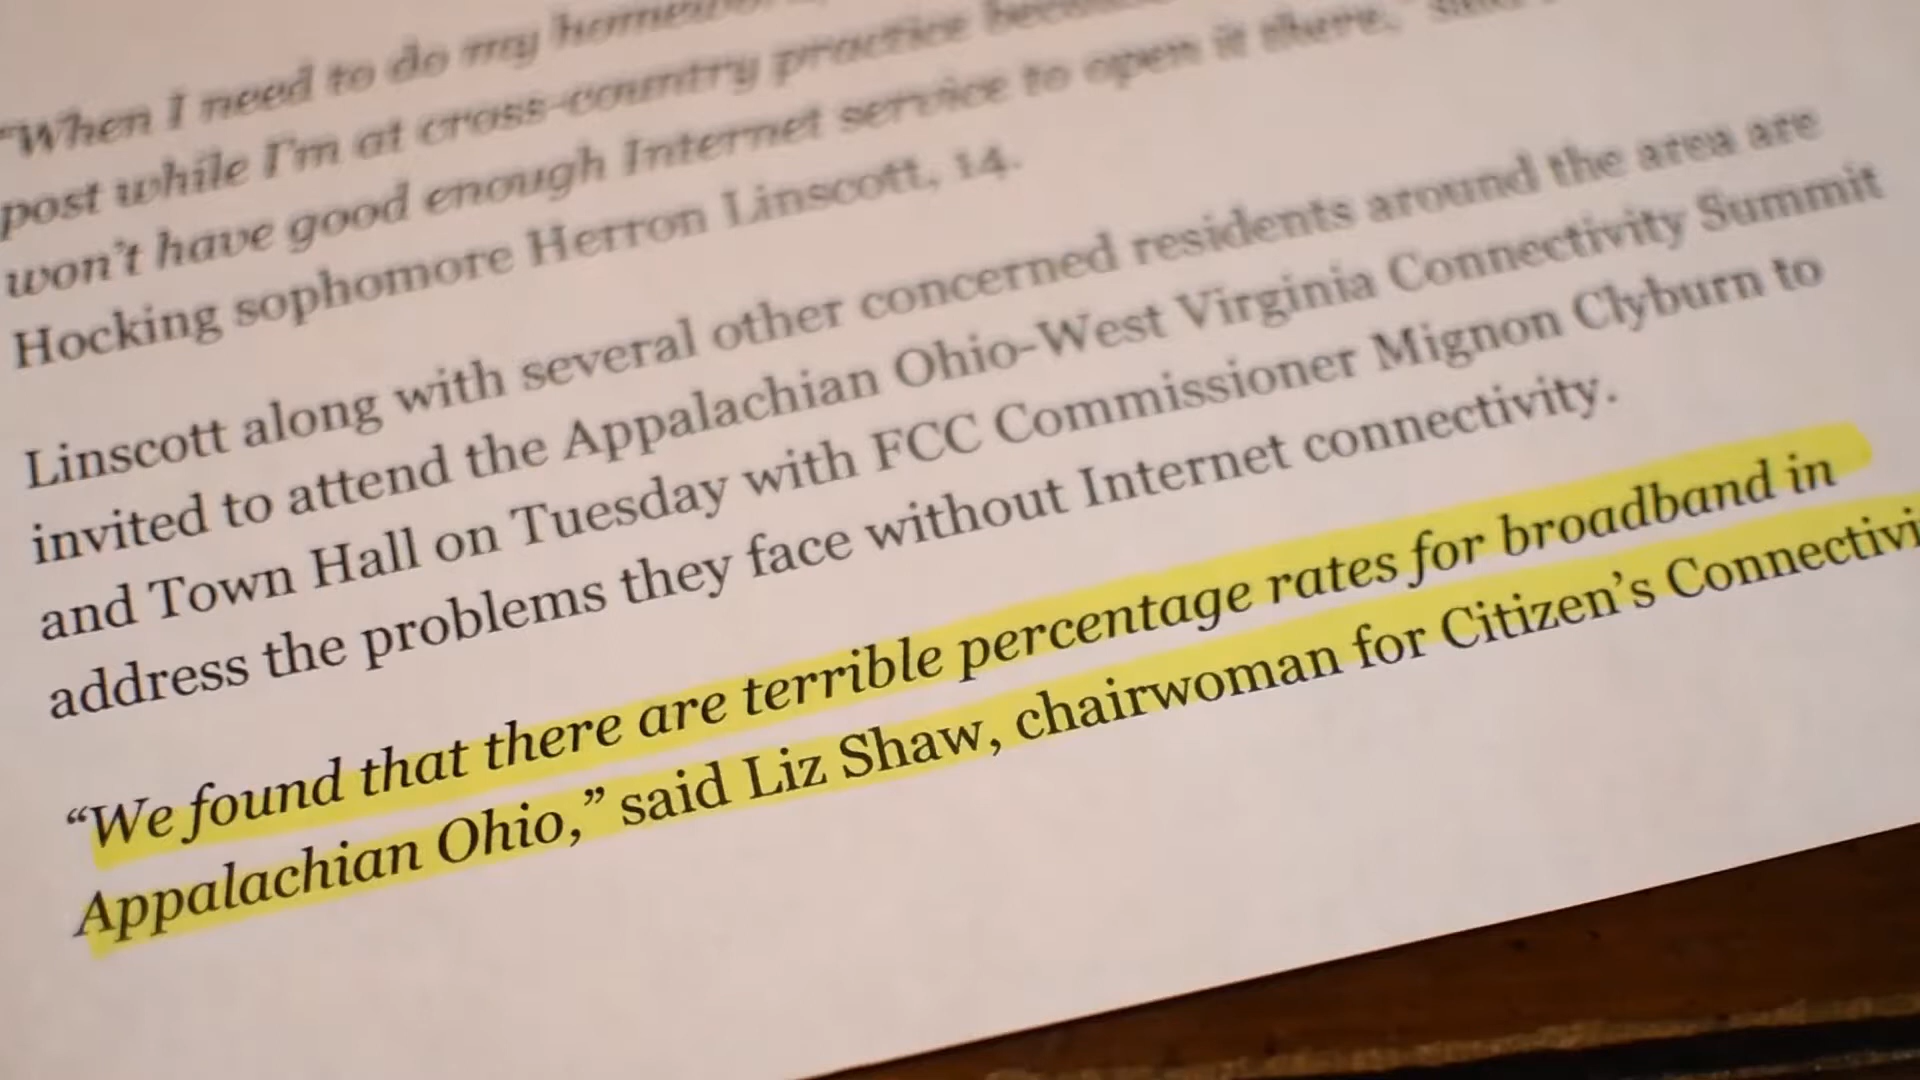 “When I need to do my
post while I'm at cross-country practice
won't have good enough Internet service to open it there,” said
Hocking sophomore Herron Linscott, 14.
Linscott along with several other concerned residents around the area are
invited to attend the Appalachian Ohio-West Virginia Connectivity Summit
and Town Hall on Tuesday with FCC Commissioner Mignon Clyburn to
address the problems they face without Internet connectivity.
“We found that there are terrible percentage rates for broadband in
Appalachian Ohio,” said Liz Shaw, chairwoman for Citizen’s Connectivi